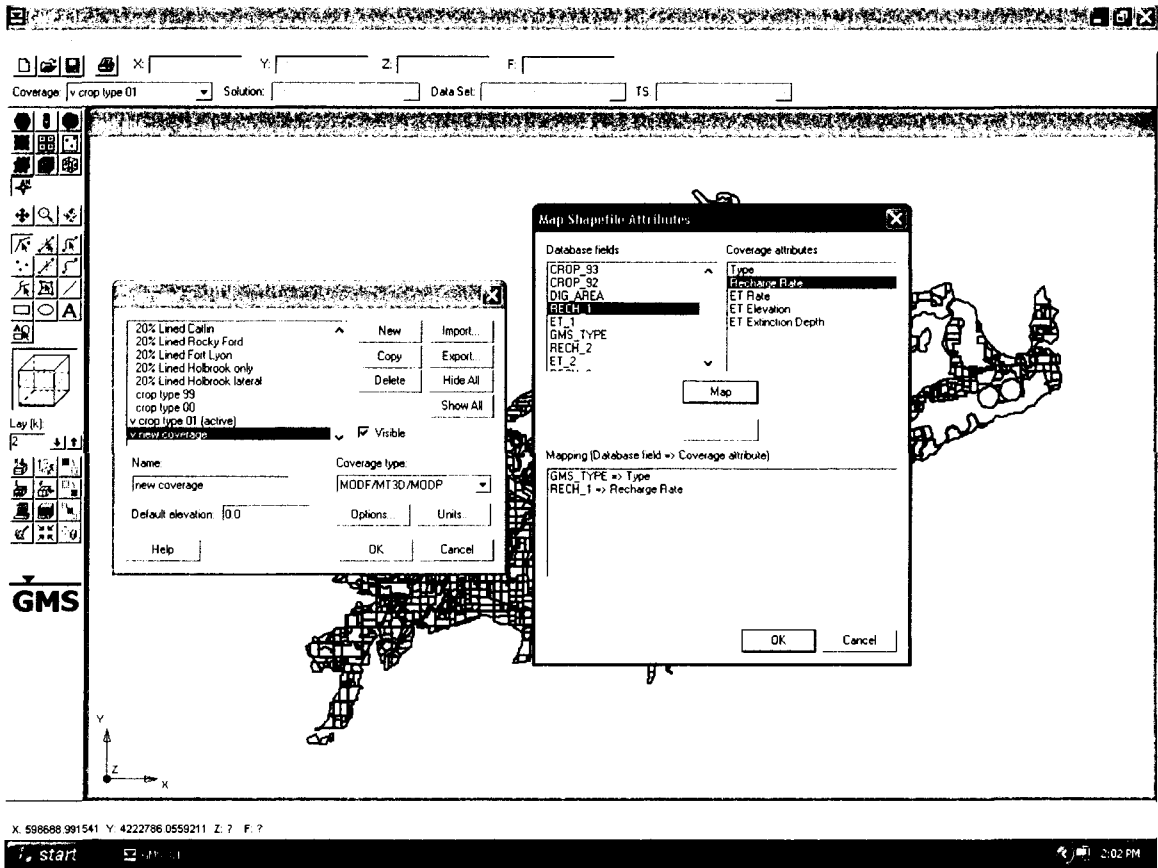 X: Y: Z: F:
Coverage: v crop type 01 Solution: Data Set: TS:
Map Shapefile Attributes
Database fields
CROP_93
CROP_92
DIG_AREA
RECH_1
ET_1
GMS_TYPE
RECH_2
ET_2
Coverage attributes
Type
Recharge Rate
ET Rate
ET Elevation
ET Extinction Depth
Map
Mapping (Database field => Coverage attribute)
GMS_TYPE => Type
RECH_1 => Recharge Rate
OK Cancel
20% Lined Catlin
20% Lined Rocky Ford
20% Lined Fort Lyon
20% Lined Holbrook only
20% Lined Holbrook lateral
crop type 99
crop type 00
v crop type 01 (active)
v new coverage
New Import...
Copy Export...
Delete Hide All
Show All
Visible
Name: Coverage type:
new coverage MODF/MT3D/MODP
Default elevation: 0.0 Options... Units...
Help OK Cancel
A
Lay (k):
2
GMS
Y
Z
X
X: 598688.991541 Y: 4222786.0559211 Z: ? F: ?
start 2:02 PM